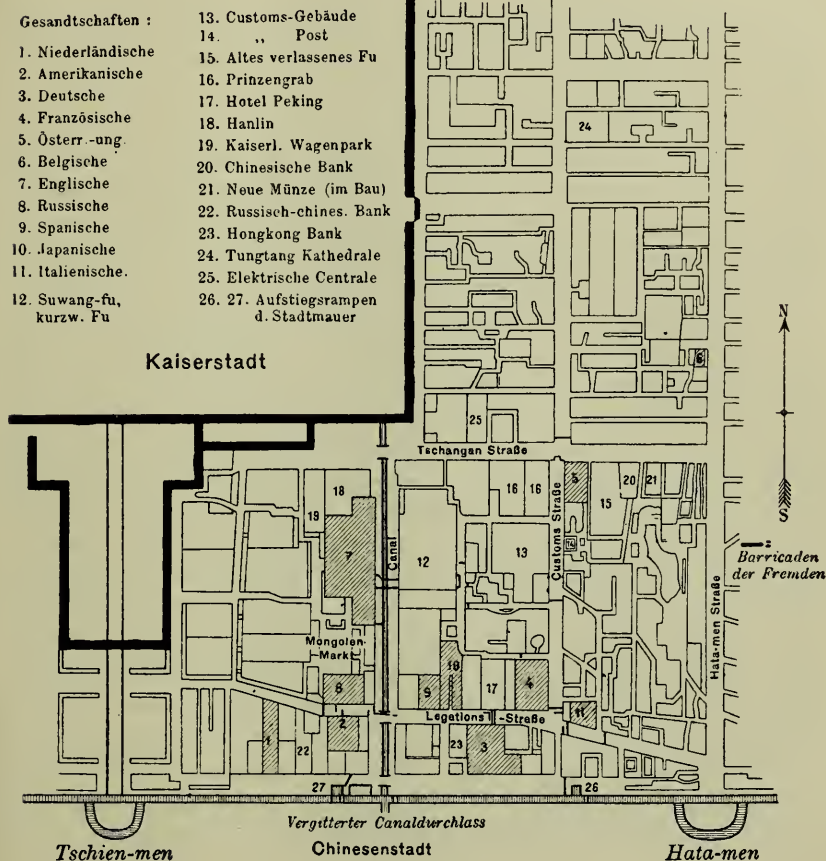 Gesandtschaften :
1. Niederländische
2. Amerikanische
3. Deutsche
4. Französische
5. Österr.-ung.
6. Belgische
7. Englische
8. Russische
9. Spanische
10. Japanische
11. Italienische.
12. Suwang-fu,
kurzw. Fu
13. Customs-Gebäude
14. „ Post
15. Altes verlassenes Fu
16. Prinzengrab
17. Hotel Peking
18. Hanlin
19. Kaiserl. Wagenpark
20. Chinesische Bank
21. Neue Münze (im Bau)
22. Russisch-chines. Bank
23. Hongkong Bank
24. Tungtang Kathedrale
25. Elektrische Centrale
26. 27. Aufstiegsrampen
d. Stadtmauer
Kaiserstadt
24
6
N
S
25
Tschangan Straße
18
19
7
Canal
12
16
16
13
Customs Straße
5
14
15
20
21
Barricaden
der Fremden
Hata-men Straße
Mongolen-
Markt
8
9
10
17
4
11
Legations-Straße
1
22
2
23
3
27
26
Vergitterter Canaldurchlass
Tschien-men
Chinesenstadt
Hata-men